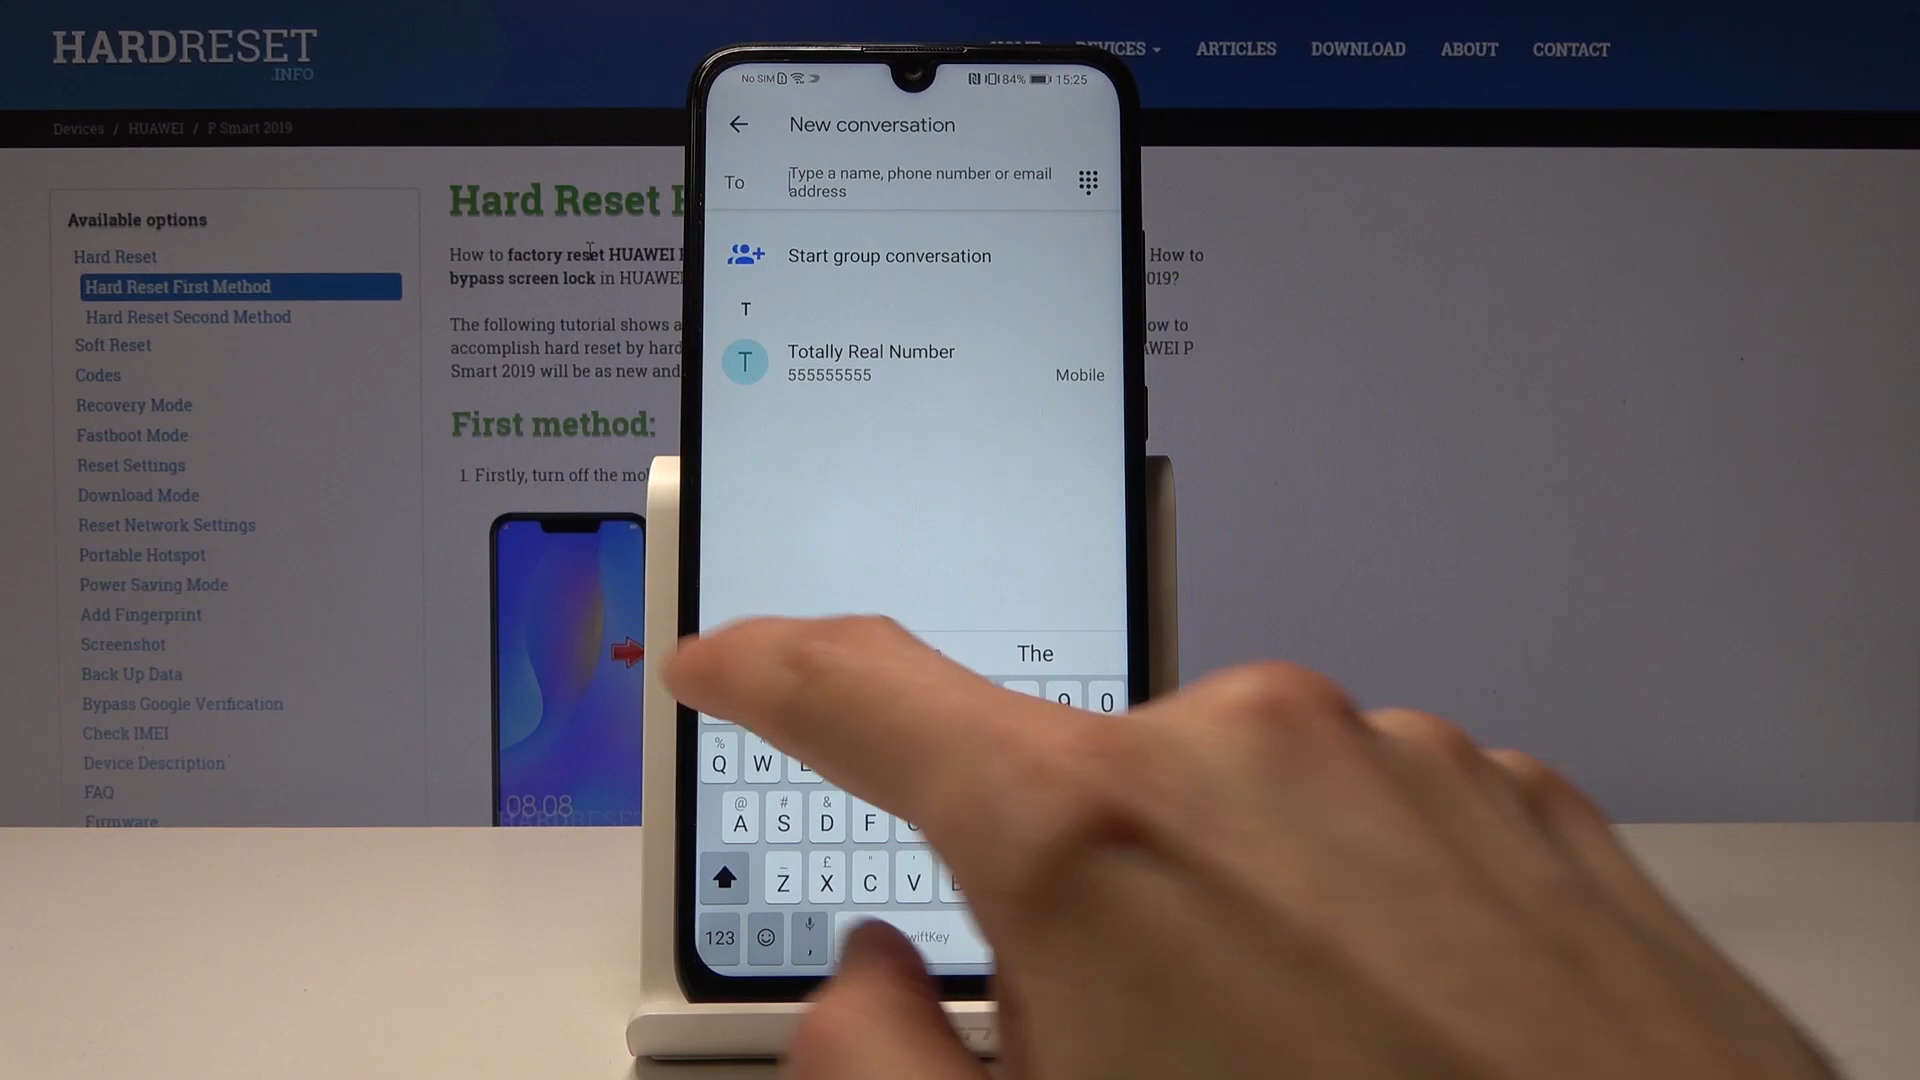 HARDRESET
.INFO
DEVICES
ARTICLES
DOWNLOAD
ABOUT
CONTACT
Devices / HUAWEI / P Smart 2019
Available options
Hard Reset
Hard Reset First Method
Hard Reset Second Method
Soft Reset
Codes
Recovery Mode
Fastboot Mode
Reset Settings
Download Mode
Reset Network Settings
Portable Hotspot
Power Saving Mode
Add Fingerprint
Screenshot
Back Up Data
Bypass Google Verification
Check IMEI
Device Description
FAQ
Firmware
Hard Reset
How to factory reset HUAWEI
How to
bypass screen lock in HUAWEI
019?
The following tutorial shows
ow to
accomplish hard reset by hard
WEI P
Smart 2019 will be as new and
First method:
1. Firstly, turn off the
08:08
No SIM
84%
15:25
New conversation
To
Type a name, phone number or email
address
Start group conversation
T
T
Totally Real Number
555555555
Mobile
The
9 0
%
Q W
@ # &
A S D F
£ " '
Z X C V
123
,
SwiftKey